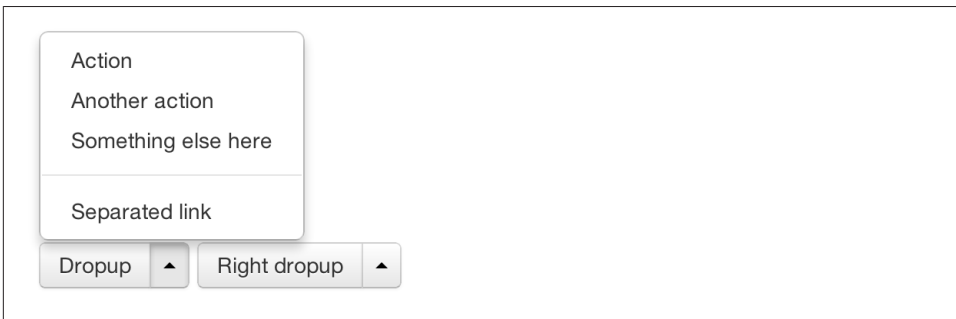 Action
Another action
Something else here
Separated link
Dropup Right dropup